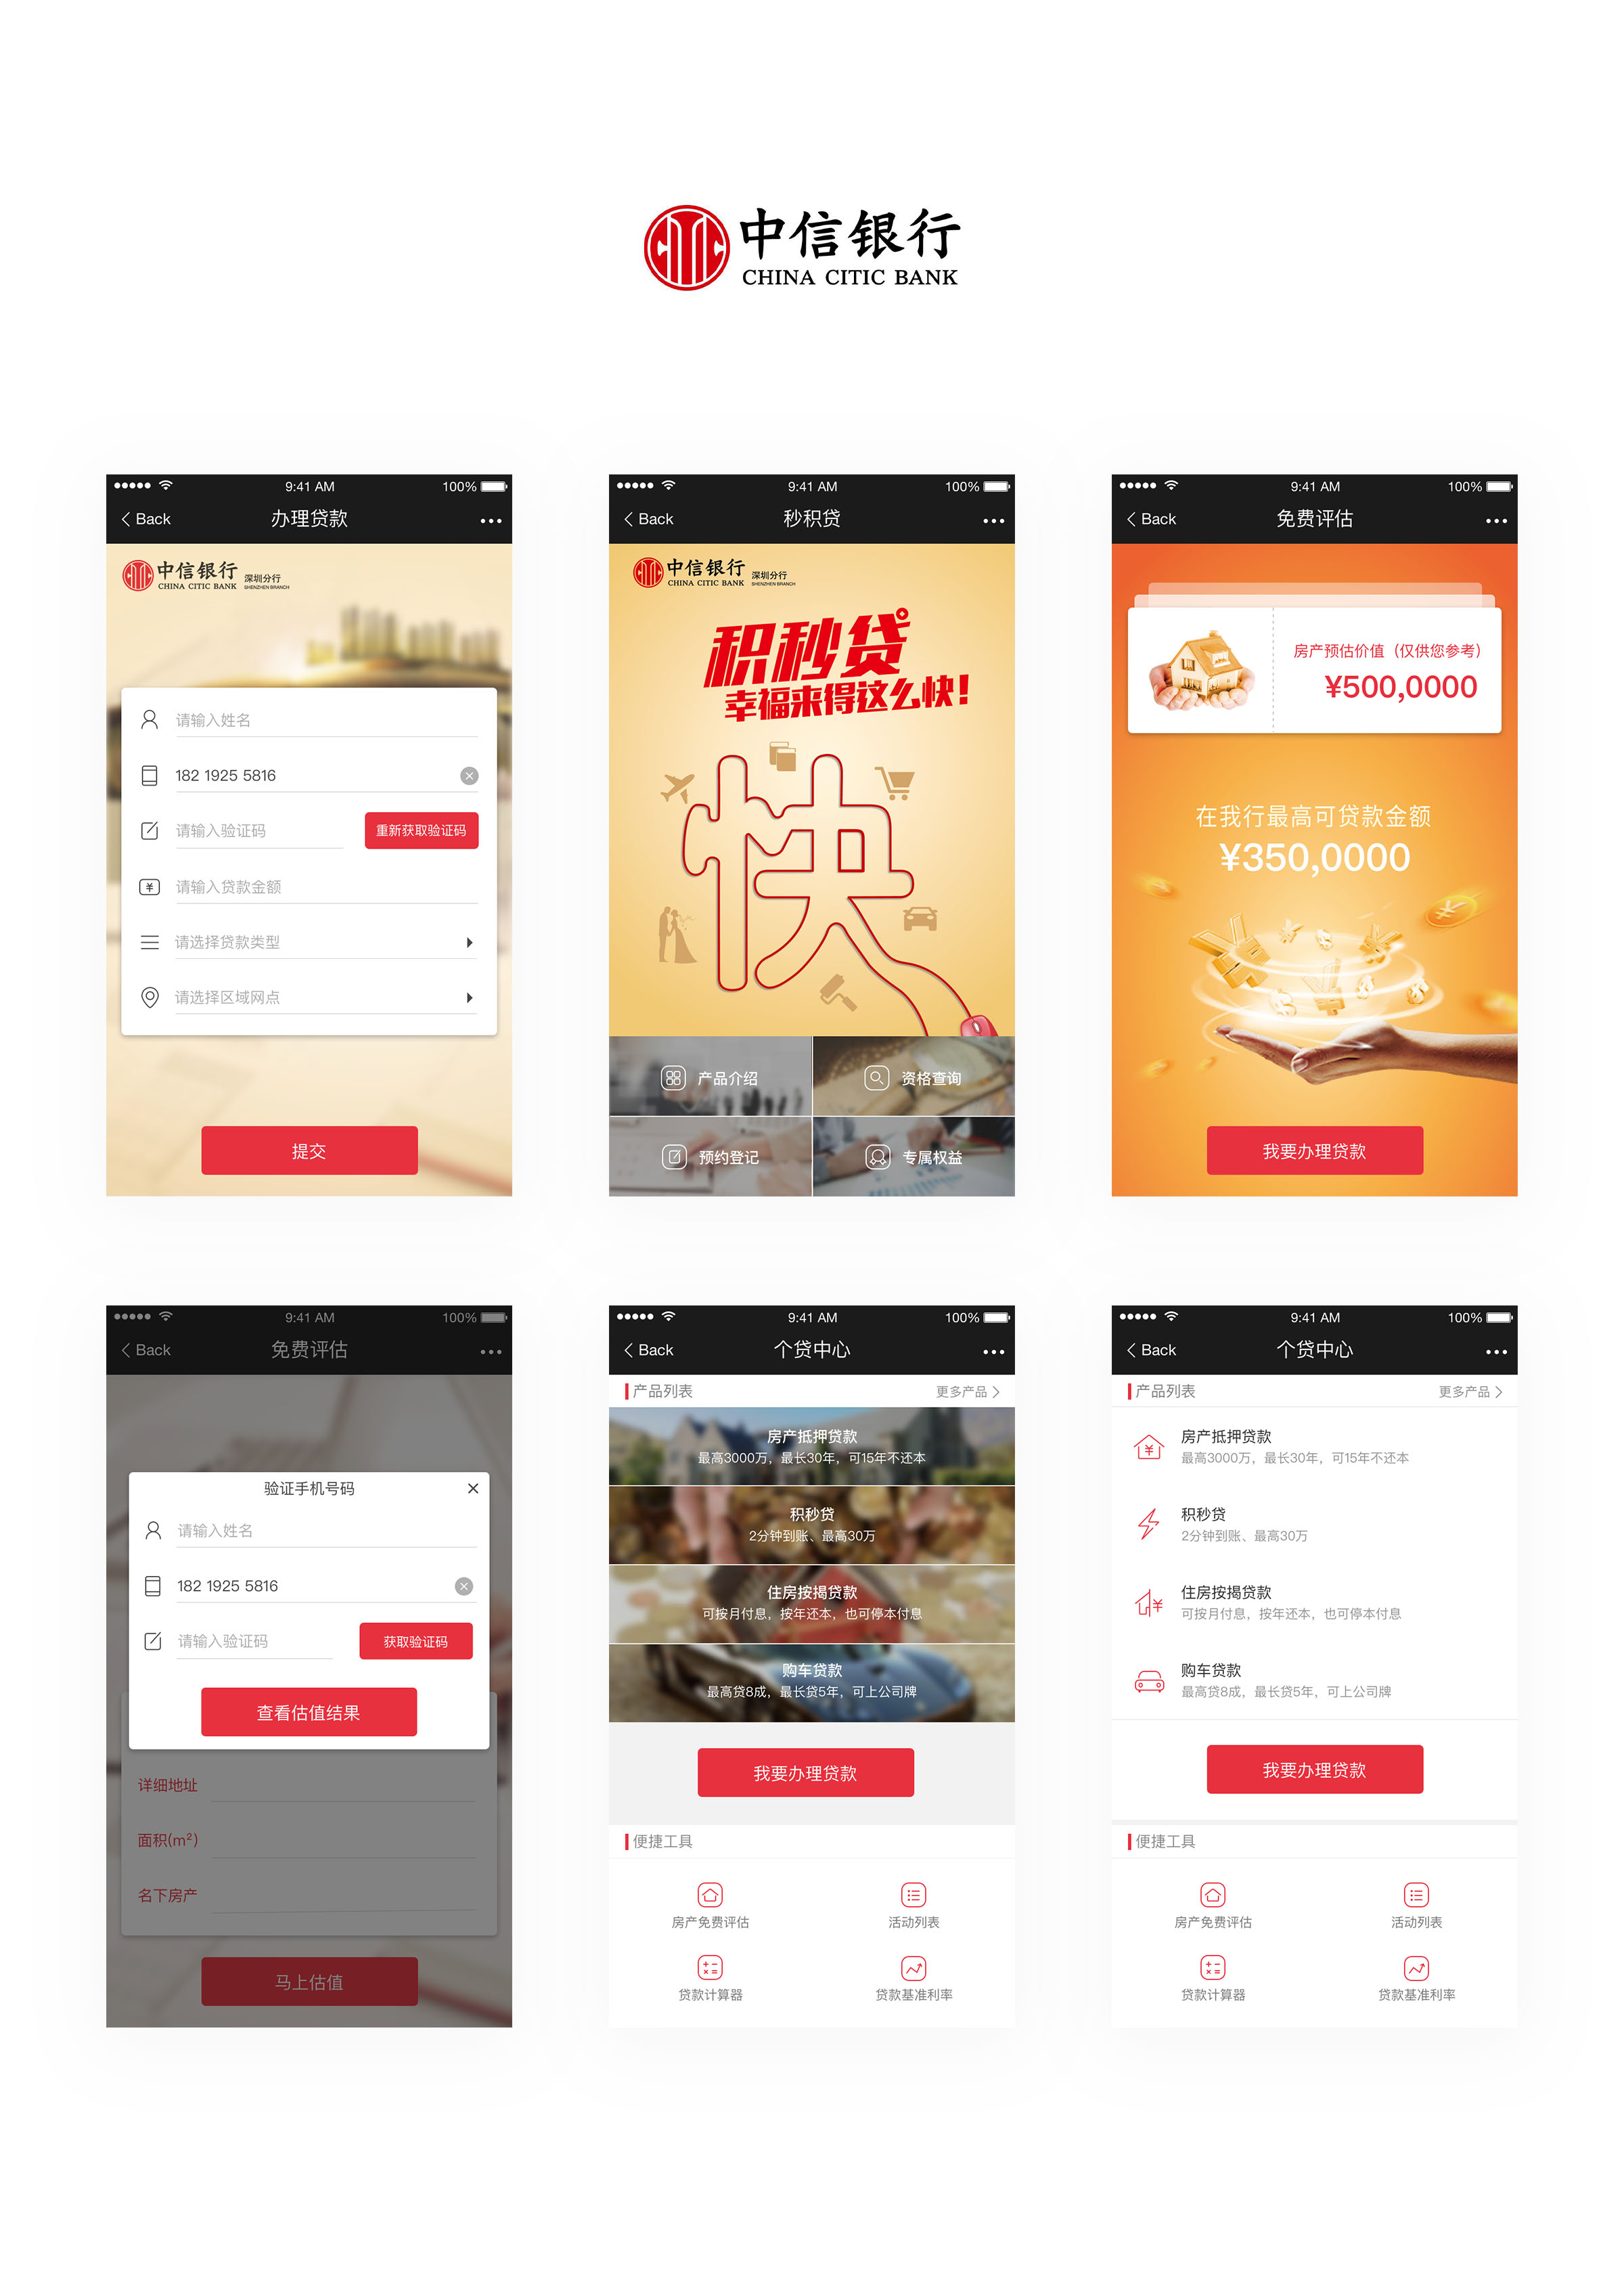 中信银行
CHINA CITIC BANK
9:41 AM 100%
Back 办理贷款
中信银行 深圳分行
CHINA CITIC BANK SHENZHEN BRANCH
请输入姓名
182 1925 5816
请输入验证码 重新获取验证码
¥ 请输入贷款金额
请选择贷款类型
请选择区域网点
提交
9:41 AM 100%
Back 秒积贷
中信银行 深圳分行
CHINA CITIC BANK SHENZHEN BRANCH
积秒贷
幸福来得这么快!
快
产品介绍 资格查询
预约登记 专属权益
9:41 AM 100%
Back 免费评估
房产预估价值（仅供您参考）
¥500,0000
在我行最高可贷款金额
¥350,0000
我要办理贷款
9:41 AM 100%
Back 免费评估
验证手机号码
请输入姓名
182 1925 5816
请输入验证码 获取验证码
查看估值结果
详细地址
面积(m²)
名下房产
马上估值
9:41 AM 100%
Back 个贷中心
产品列表 更多产品
房产抵押贷款
最高3000万，最长30年，可15年不还本
积秒贷
2分钟到账、最高30万
住房按揭贷款
可按月付息，按年还本，也可停本付息
购车贷款
最高贷8成，最长贷5年，可上公司牌
我要办理贷款
便捷工具
房产免费评估 活动列表
贷款计算器 贷款基准利率
9:41 AM 100%
Back 个贷中心
产品列表 更多产品
房产抵押贷款
最高3000万，最长30年，可15年不还本
积秒贷
2分钟到账、最高30万
住房按揭贷款
可按月付息，按年还本，也可停本付息
购车贷款
最高贷8成，最长贷5年，可上公司牌
我要办理贷款
便捷工具
房产免费评估 活动列表
贷款计算器 贷款基准利率